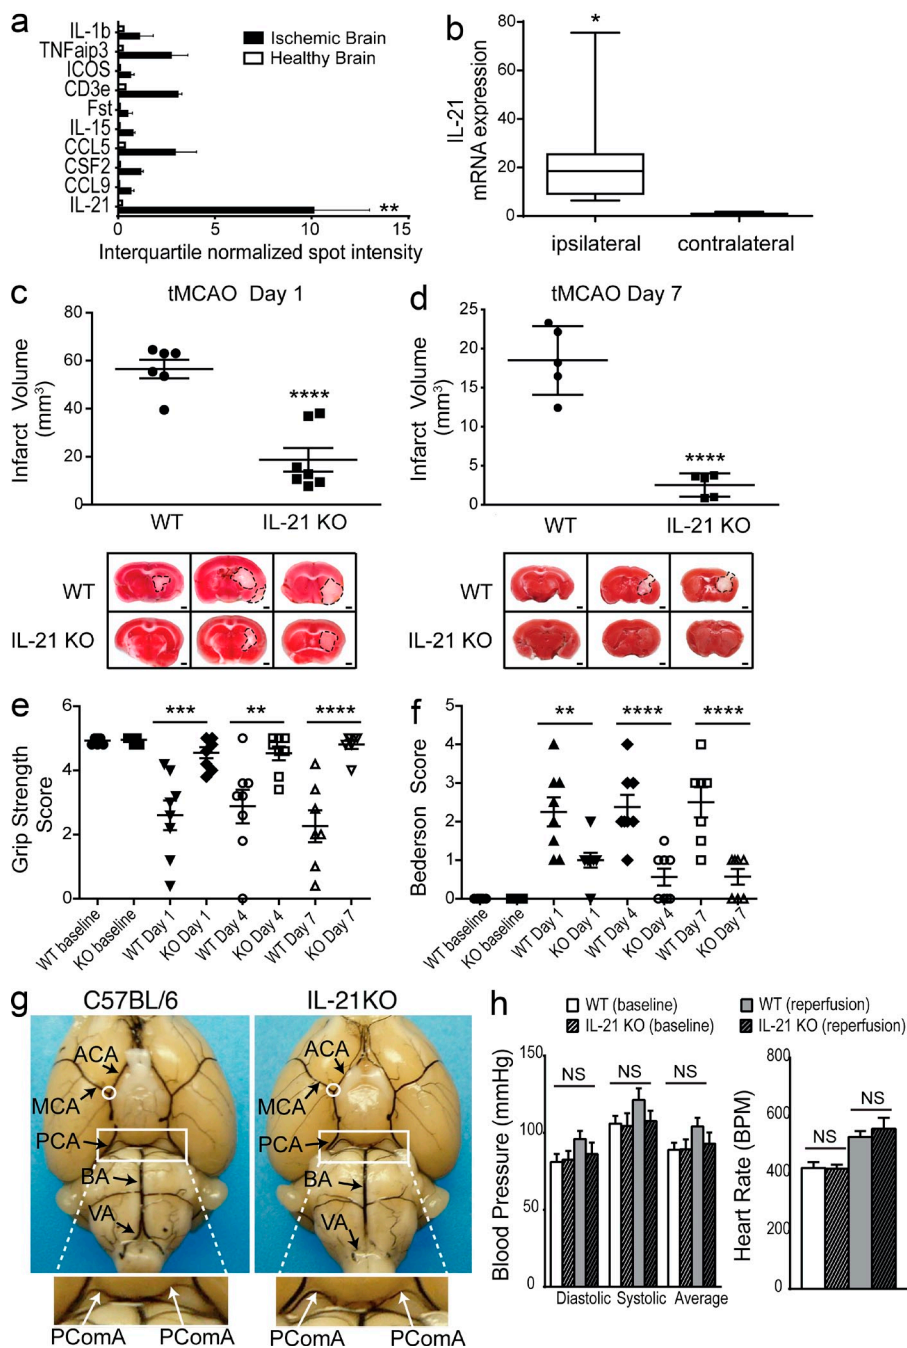 a
IL-1b
TNFaip3
ICOS
CD3e
Fst
IL-15
CCL5
CSF2
CCL9
IL-21
Ischemic Brain
Healthy Brain
**
0 5 10 15
Interquartile normalized spot intensity
b
IL-21
mRNA expression
80
60
40
20
0
*
ipsilateral contralateral
c
tMCAO Day 1
Infarct Volume
(mm³)
80
60
40
20
0
****
WT IL-21 KO
WT
IL-21 KO
d
tMCAO Day 7
Infarct Volume
(mm³)
25
20
15
10
5
0
****
WT IL-21 KO
WT
IL-21 KO
e
Grip Strength
Score
6
4
2
0
*** ** ****
WT baseline
KO baseline
WT Day 1
KO Day 1
WT Day 4
KO Day 4
WT Day 7
KO Day 7
f
Bederson Score
5
4
3
2
1
0
** **** ****
WT baseline
KO baseline
WT Day 1
KO Day 1
WT Day 4
KO Day 4
WT Day 7
KO Day 7
g
C57BL/6 IL-21KO
ACA
MCA
PCA
BA
VA
PComA PComA
ACA
MCA
PCA
BA
VA
PComA PComA
h
WT (baseline) WT (reperfusion)
IL-21 KO (baseline) IL-21 KO (reperfusion)
Blood Pressure (mmHg)
150
100
50
0
NS NS NS
Diastolic Systolic Average
Heart Rate (BPM)
800
600
400
200
0
NS
NS